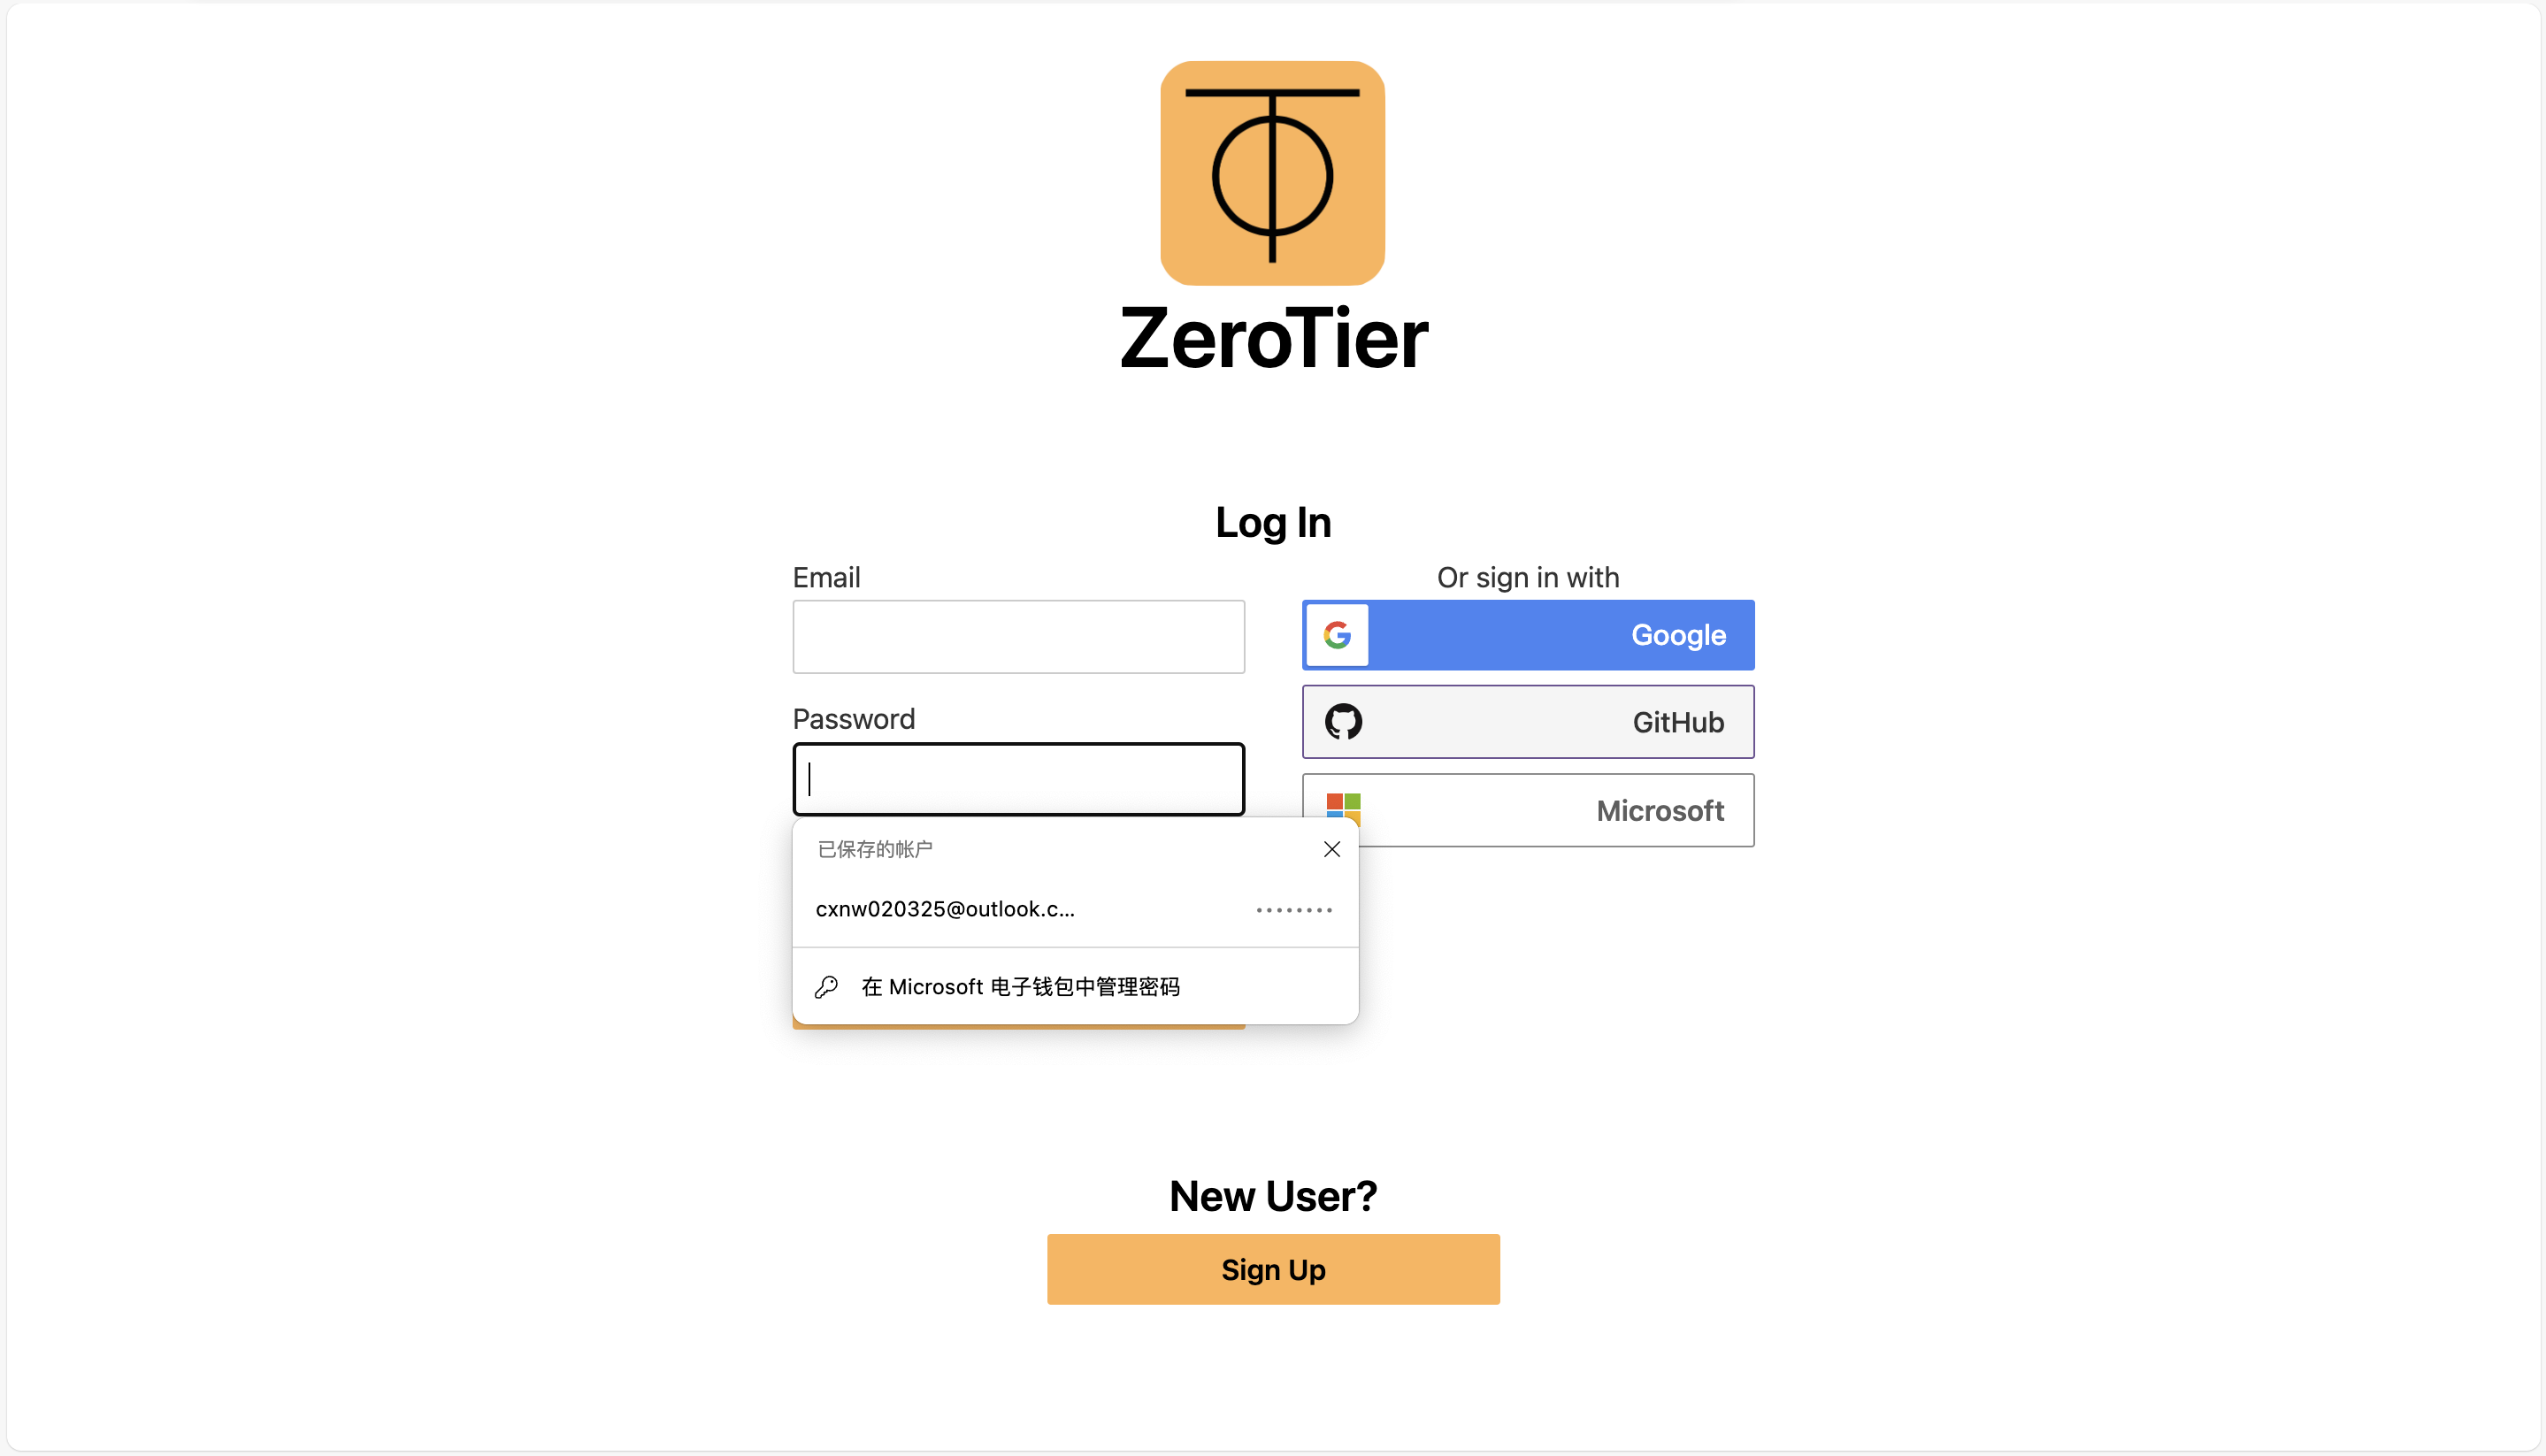 ZeroTier
Log In
Email
Password
已保存的帐户
cxnw020325@outlook.c...
在 Microsoft 电子钱包中管理密码
Or sign in with
Google
GitHub
Microsoft
New User?
Sign Up